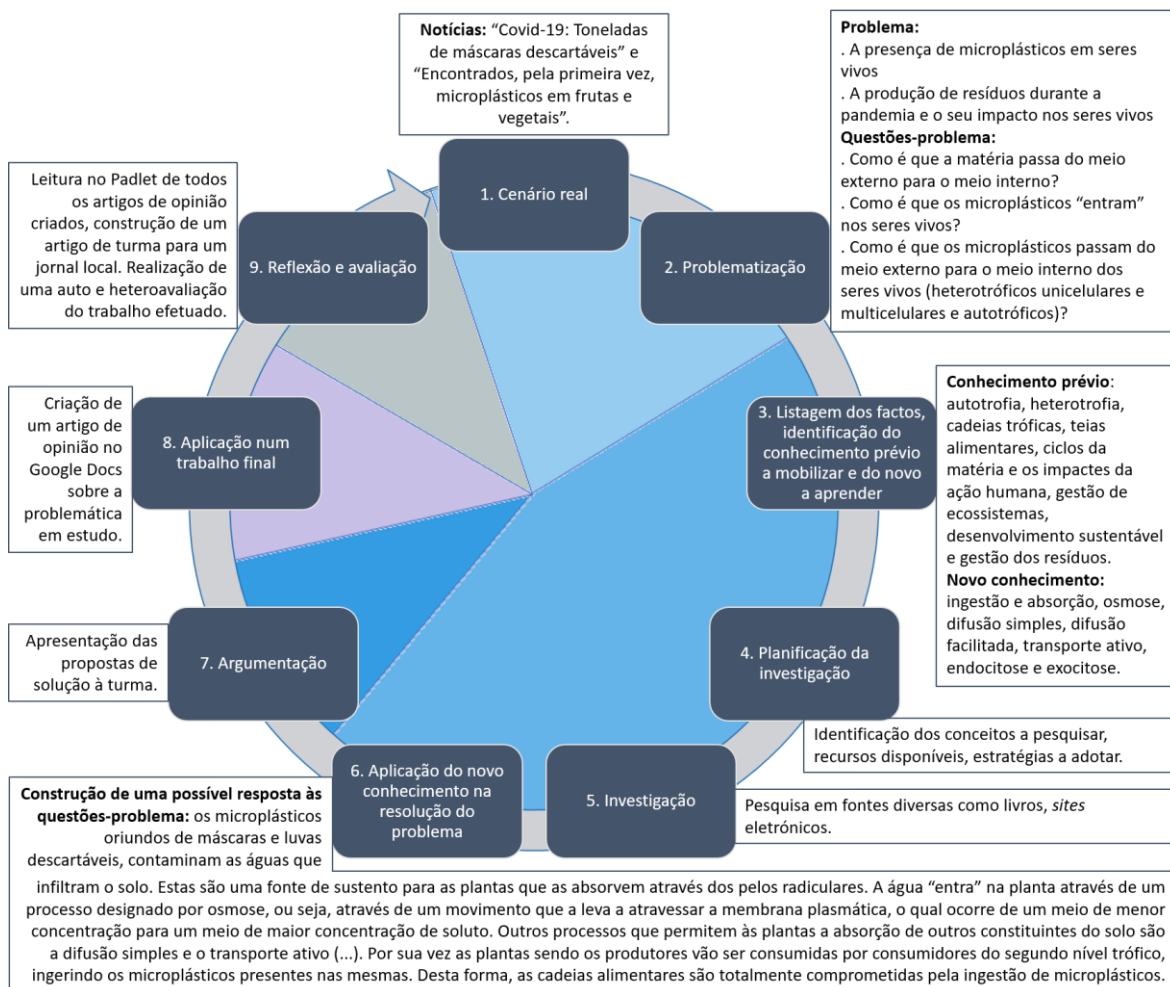 Notícias: “Covid-19: Toneladas
de máscaras descartáveis” e
“Encontrados, pela primeira vez,
microplásticos em frutas e
vegetais”.
1. Cenário real
Problema:
. A presença de microplásticos em seres
vivos
. A produção de resíduos durante a
pandemia e o seu impacto nos seres vivos
Questões-problema:
. Como é que a matéria passa do meio
externo para o meio interno?
. Como é que os microplásticos “entram”
nos seres vivos?
. Como é que os microplásticos passam do
meio externo para o meio interno dos
seres vivos (heterotróficos unicelulares e
multicelulares e autotróficos)?
2. Problematização
3. Listagem dos factos,
identificação do
conhecimento prévio
a mobilizar e do novo
a aprender
Conhecimento prévio:
autotrofia, heterotrofia,
cadeias tróficas, teias
alimentares, ciclos da
matéria e os impactes da
ação humana, gestão de
ecossistemas,
desenvolvimento sustentável
e gestão dos resíduos.
Novo conhecimento:
ingestão e absorção, osmose,
difusão simples, difusão
facilitada, transporte ativo,
endocitose e exocitose.
4. Planificação da
investigação
Identificação dos conceitos a pesquisar,
recursos disponíveis, estratégias a adotar.
5. Investigação
Pesquisa em fontes diversas como livros, sites
eletrónicos.
6. Aplicação do novo
conhecimento na
resolução do
problema
Construção de uma possível resposta às
questões-problema: os microplásticos
oriundos de máscaras e luvas
descartáveis, contaminam as águas que
infiltram o solo. Estas são uma fonte de sustento para as plantas que as absorvem através dos pelos radiculares. A água “entra” na planta através de um
processo designado por osmose, ou seja, através de um movimento que a leva a atravessar a membrana plasmática, o qual ocorre de um meio de menor
concentração para um meio de maior concentração de soluto. Outros processos que permitem às plantas a absorção de outros constituintes do solo são
a difusão simples e o transporte ativo (...). Por sua vez as plantas sendo os produtores vão ser consumidas por consumidores do segundo nível trófico,
ingerindo os microplásticos presentes nas mesmas. Desta forma, as cadeias alimentares são totalmente comprometidas pela ingestão de microplásticos.
7. Argumentação
Apresentação das
propostas de
solução à turma.
8. Aplicação num
trabalho final
Criação de
um artigo de
opinião no
Google Docs
sobre a
problemática
em estudo.
9. Reflexão e avaliação
Leitura no Padlet de todos
os artigos de opinião
criados, construção de um
artigo de turma para um
jornal local. Realização de
uma auto e heteroavaliação
do trabalho efetuado.